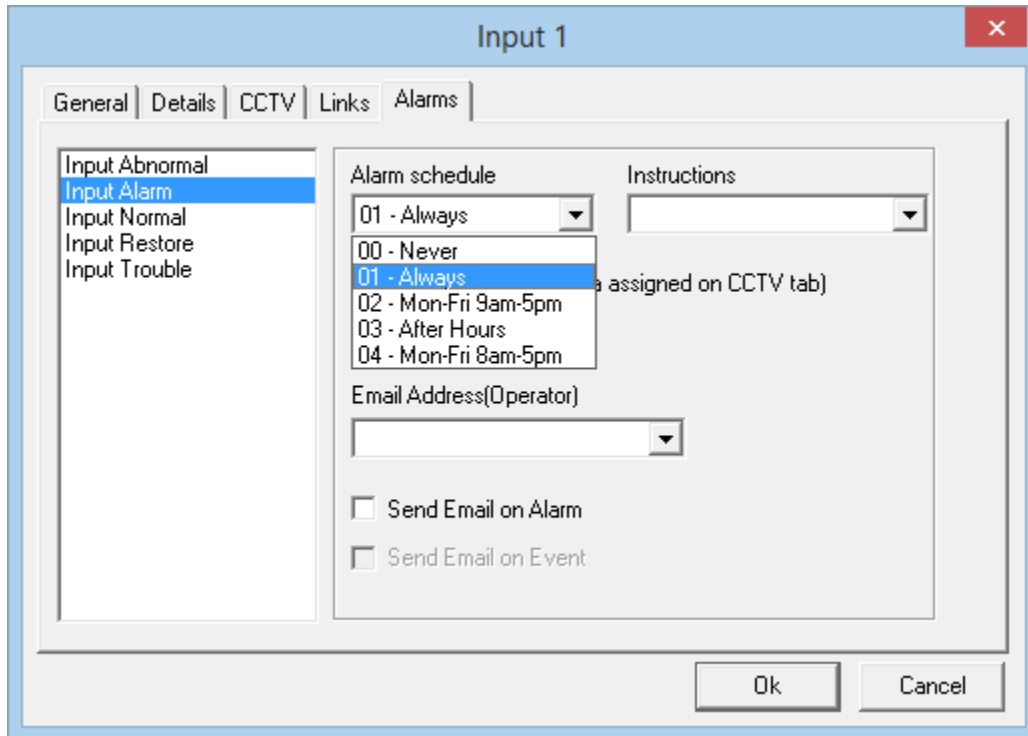 Input 1
General Details CCTV Links Alarms
Input Abnormal
Input Alarm
Input Normal
Input Restore
Input Trouble
Alarm schedule
01 - Always
00 - Never
01 - Always
02 - Mon-Fri 9am-5pm
03 - After Hours
04 - Mon-Fri 8am-5pm
Instructions
assigned on CCTV tab)
Email Address(Operator)
Send Email on Alarm
Send Email on Event
Ok Cancel